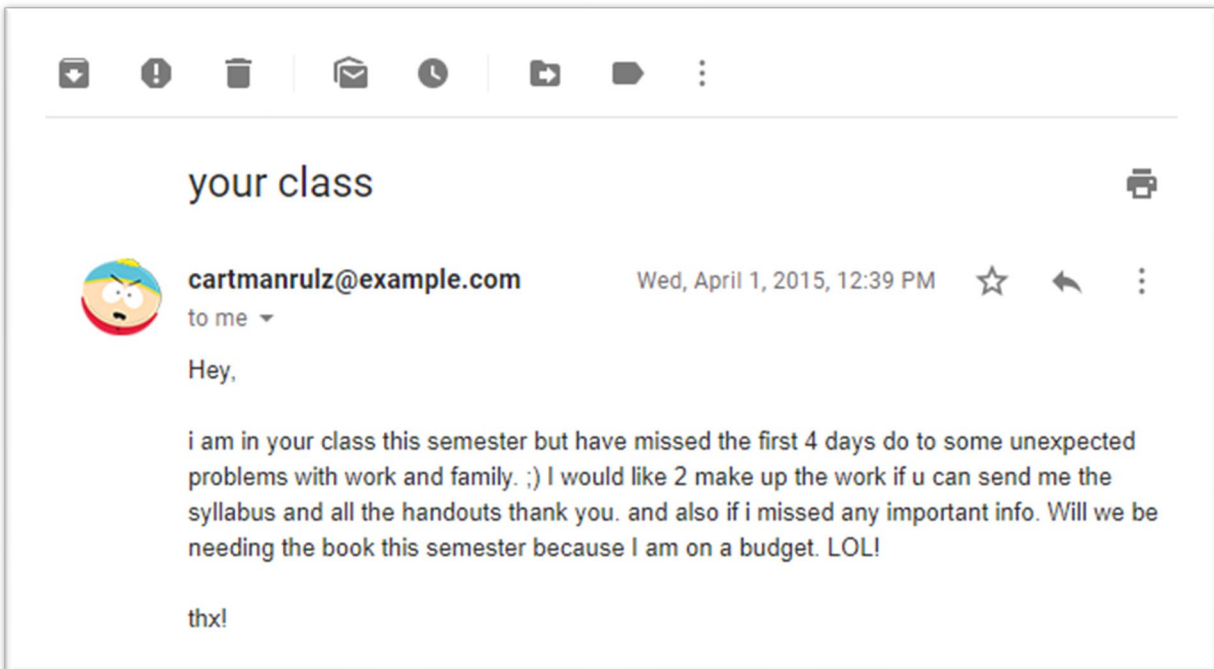 your class
cartmanrulz@example.com
Wed, April 1, 2015, 12:39 PM
to me
Hey,
i am in your class this semester but have missed the first 4 days do to some unexpected
problems with work and family. ;) I would like 2 make up the work if u can send me the
syllabus and all the handouts thank you. and also if i missed any important info. Will we be
needing the book this semester because I am on a budget. LOL!
thx!